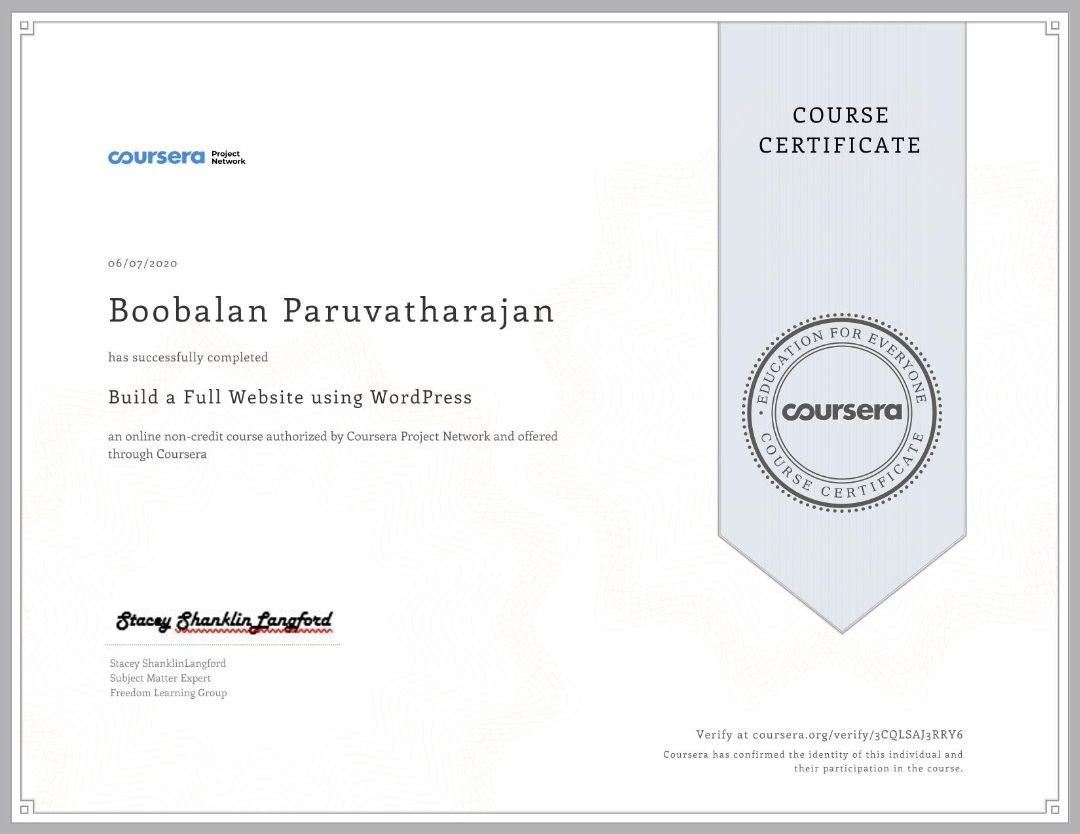 COURSE
CERTIFICATE
coursera Project
Network
06/07/2020
Boobalan Paruvatharajan
has successfully completed
Build a Full Website using WordPress
an online non-credit course authorized by Coursera Project Network and offered
through Coursera
EDUCATION FOR EVERYONE
coursera
COURSE CERTIFICATE
Stacey ShanklinLangford
Stacey ShanklinLangford
Subject Matter Expert
Freedom Learning Group
Verify at coursera.org/verify/3CQLSAJ3RRY6
Coursera has confirmed the identity of this individual and
their participation in the course.